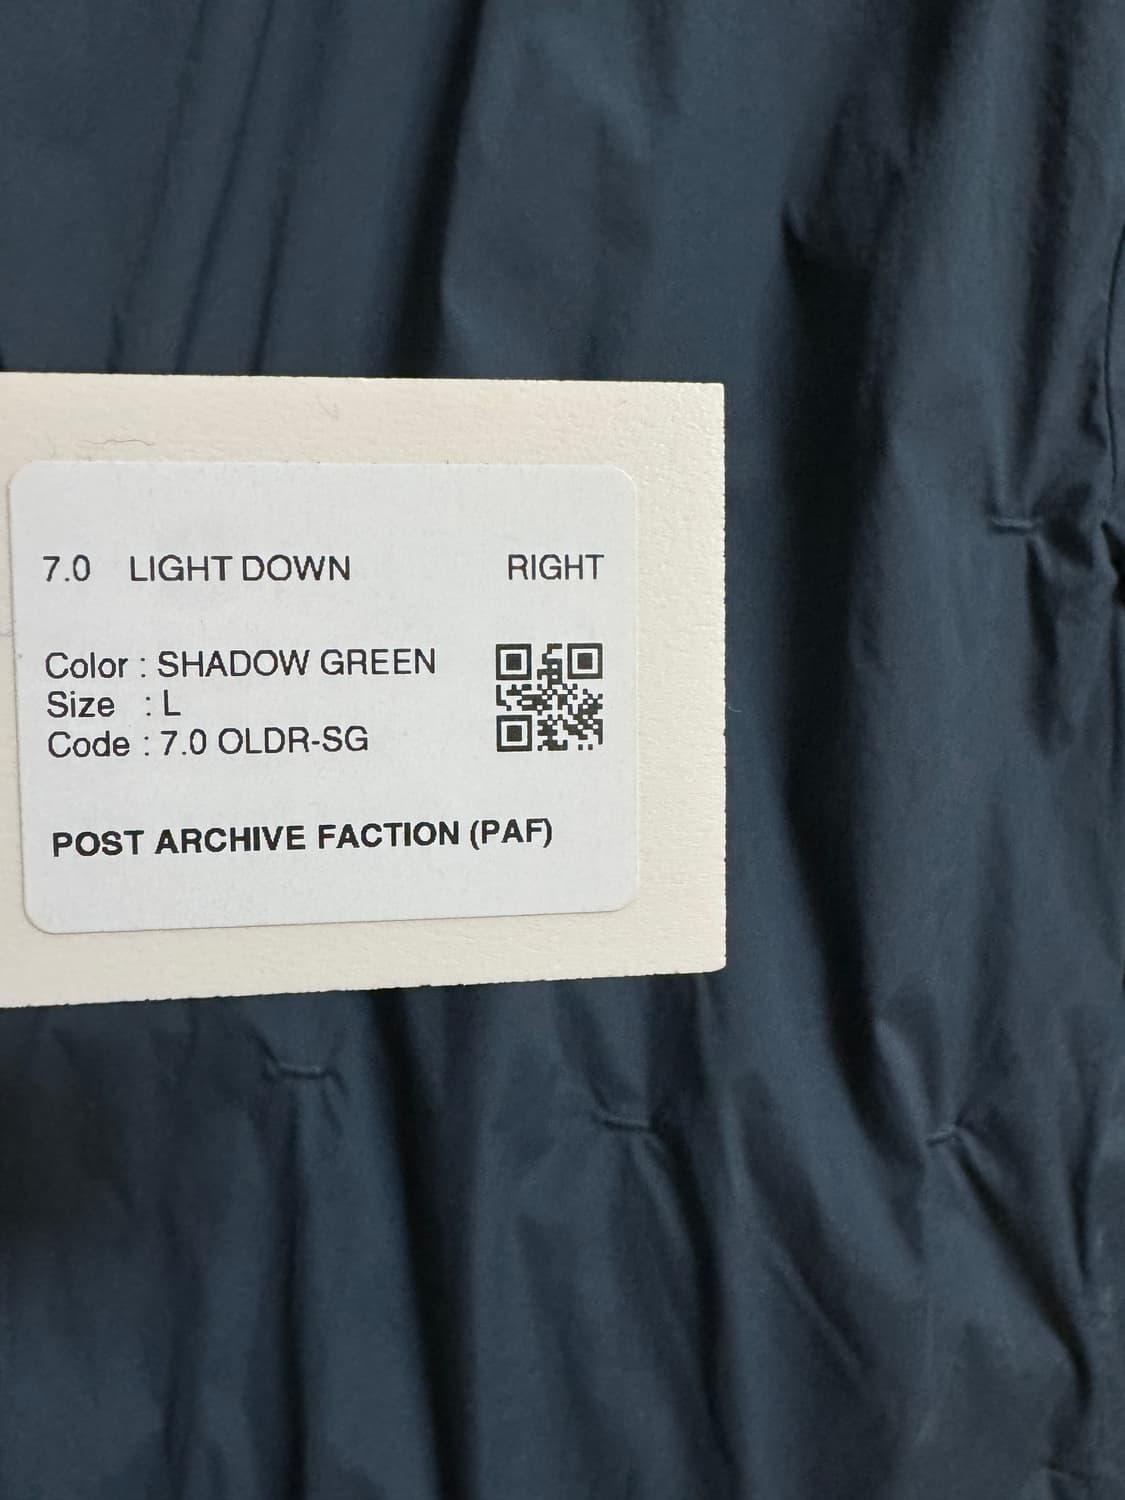 7.0 LIGHT DOWN RIGHT
Color : SHADOW GREEN
Size : L
Code : 7.0 OLDR-SG
POST ARCHIVE FACTION (PAF)